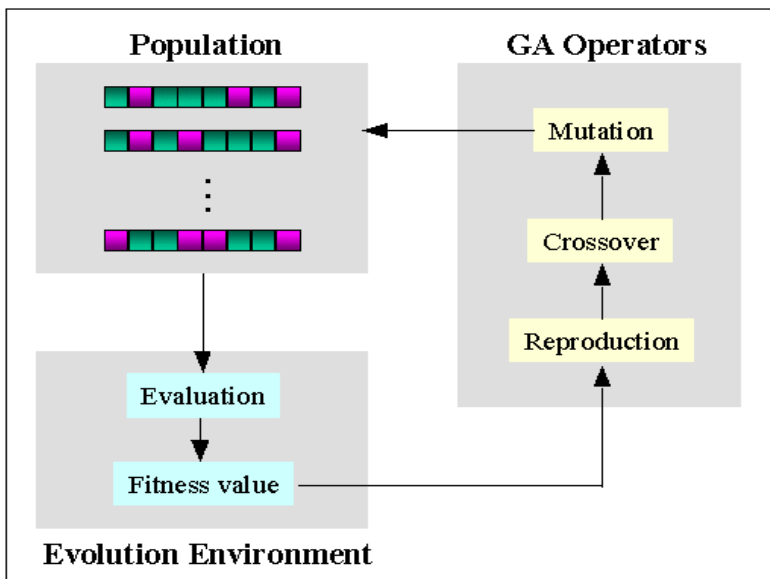 Population
GA Operators
Mutation
Crossover
Reproduction
Evaluation
Fitness value
Evolution Environment